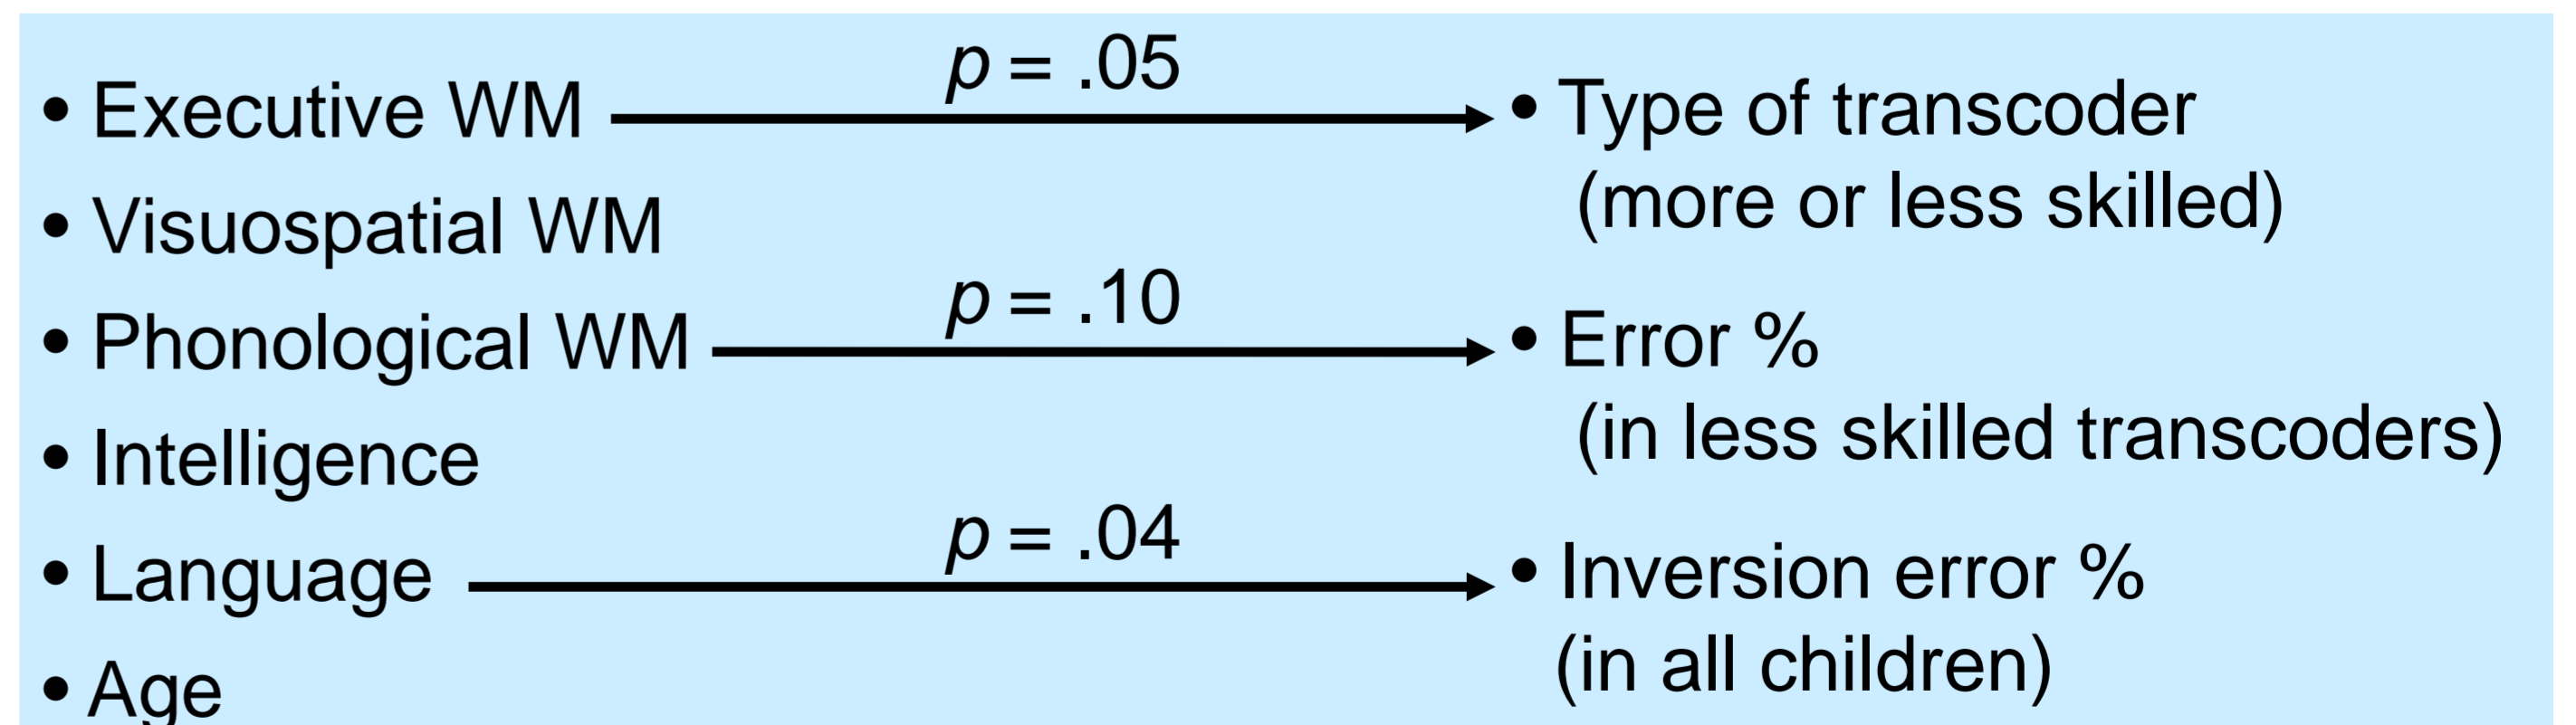 • Executive WM
• Visuospatial WM
• Phonological WM
• Intelligence
• Language
• Age
p = .05
p = .10
p = .04
• Type of transcoder
(more or less skilled)
• Error %
(in less skilled transcoders)
• Inversion error %
(in all children)